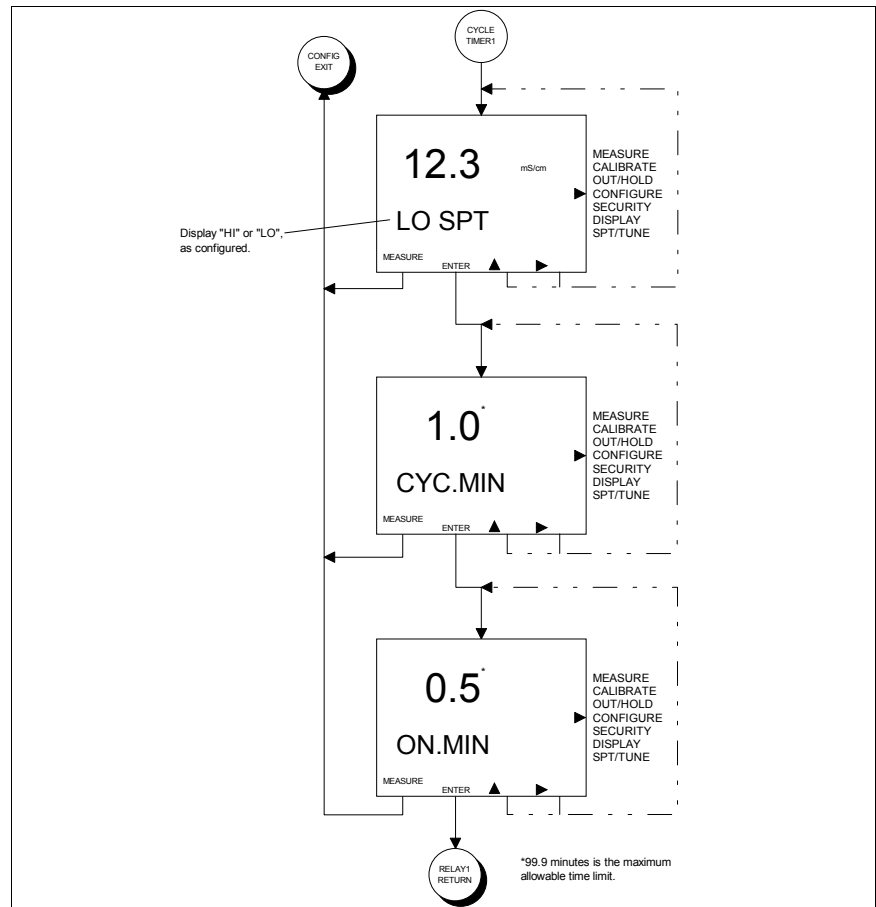 CYCLE
TIMER1
CONFIG
EXIT
12.3
mS/cm
LO SPT
MEASURE
ENTER
MEASURE
CALIBRATE
OUT/HOLD
CONFIGURE
SECURITY
DISPLAY
SPT/TUNE
Display "HI" or "LO",
as configured.
1.0*
CYC.MIN
MEASURE
ENTER
MEASURE
CALIBRATE
OUT/HOLD
CONFIGURE
SECURITY
DISPLAY
SPT/TUNE
0.5*
ON.MIN
MEASURE
ENTER
MEASURE
CALIBRATE
OUT/HOLD
CONFIGURE
SECURITY
DISPLAY
SPT/TUNE
RELAY1
RETURN
*99.9 minutes is the maximum
allowable time limit.